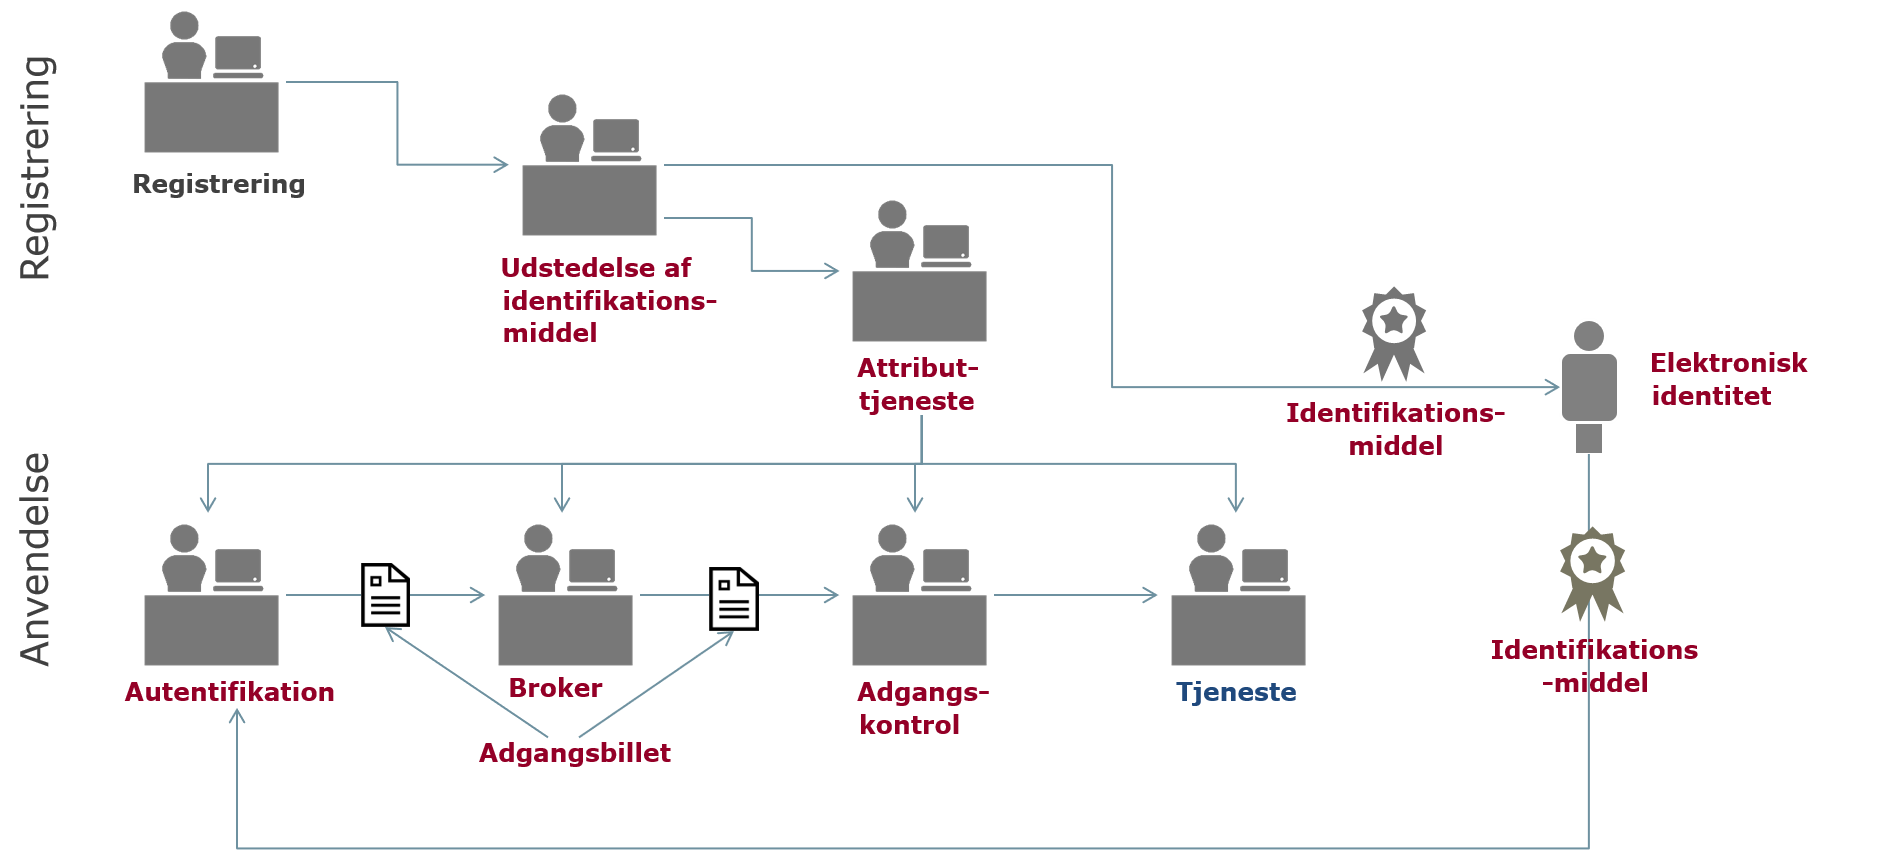 Registrering
Registrering
Udstedelse af
identifikations-
middel
Attribut-
tjeneste
Identifikations-
middel
Elektronisk
identitet
Anvendelse
Autentifikation
Broker
Adgangsbillet
Adgangs-
kontrol
Tjeneste
Identifikations
-middel